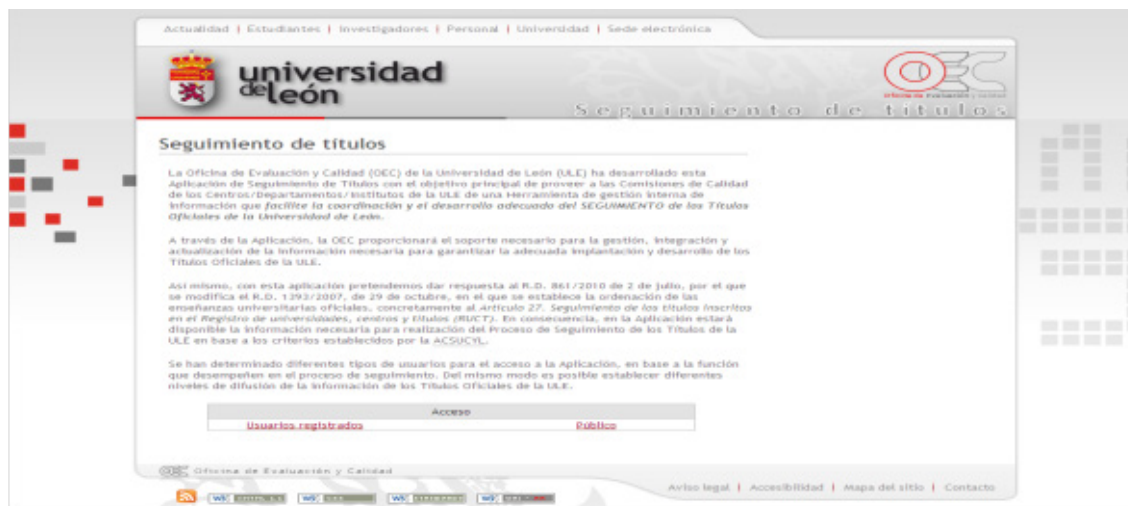 Actualidad | Estudiantes | Investigadores | Personal | Universidad | Sede electrónica
universidad
de león
OEC
Oficina de Evaluación y Calidad
Seguimiento de títulos
Seguimiento de títulos
La Oficina de Evaluación y Calidad (OEC) de la Universidad de León (ULE) ha desarrollado esta
Aplicación de Seguimiento de Títulos con el objetivo principal de proveer a las Comisiones de Calidad
de los Centros/Departamentos/Institutos de la ULE de una Herramienta de gestión interna de
información que facilite la coordinación y el desarrollo adecuado del SEGUIMIENTO de los Títulos
Oficiales de la Universidad de León.
A través de la Aplicación, la OEC proporcionará el soporte necesario para la gestión, integración y
actualización de la información necesaria para garantizar la adecuada implantación y desarrollo de los
Títulos Oficiales de la ULE.
Así mismo, con esta aplicación pretendemos dar respuesta al R.D. 861/2010 de 2 de julio, por el que
se modifica el R.D. 1393/2007, de 29 de octubre, en el que se establece la ordenación de las
enseñanzas universitarias oficiales, concretamente al Artículo 27. Seguimiento de los títulos inscritos
en el Registro de universidades, centros y títulos (RUCT). En consecuencia, en la Aplicación estará
disponible la información necesaria para realización del Proceso de Seguimiento de los Títulos de la
ULE en base a los criterios establecidos por la ACSUCYL.
Se han determinado diferentes tipos de usuarios para el acceso a la Aplicación, en base a la función
que desempeñen en el proceso de seguimiento. Del mismo modo es posible establecer diferentes
niveles de difusión de la información de los Títulos Oficiales de la ULE.
Acceso
Usuarios registrados Público
OEC Oficina de Evaluación y Calidad
Aviso legal | Accesibilidad | Mapa del sitio | Contacto